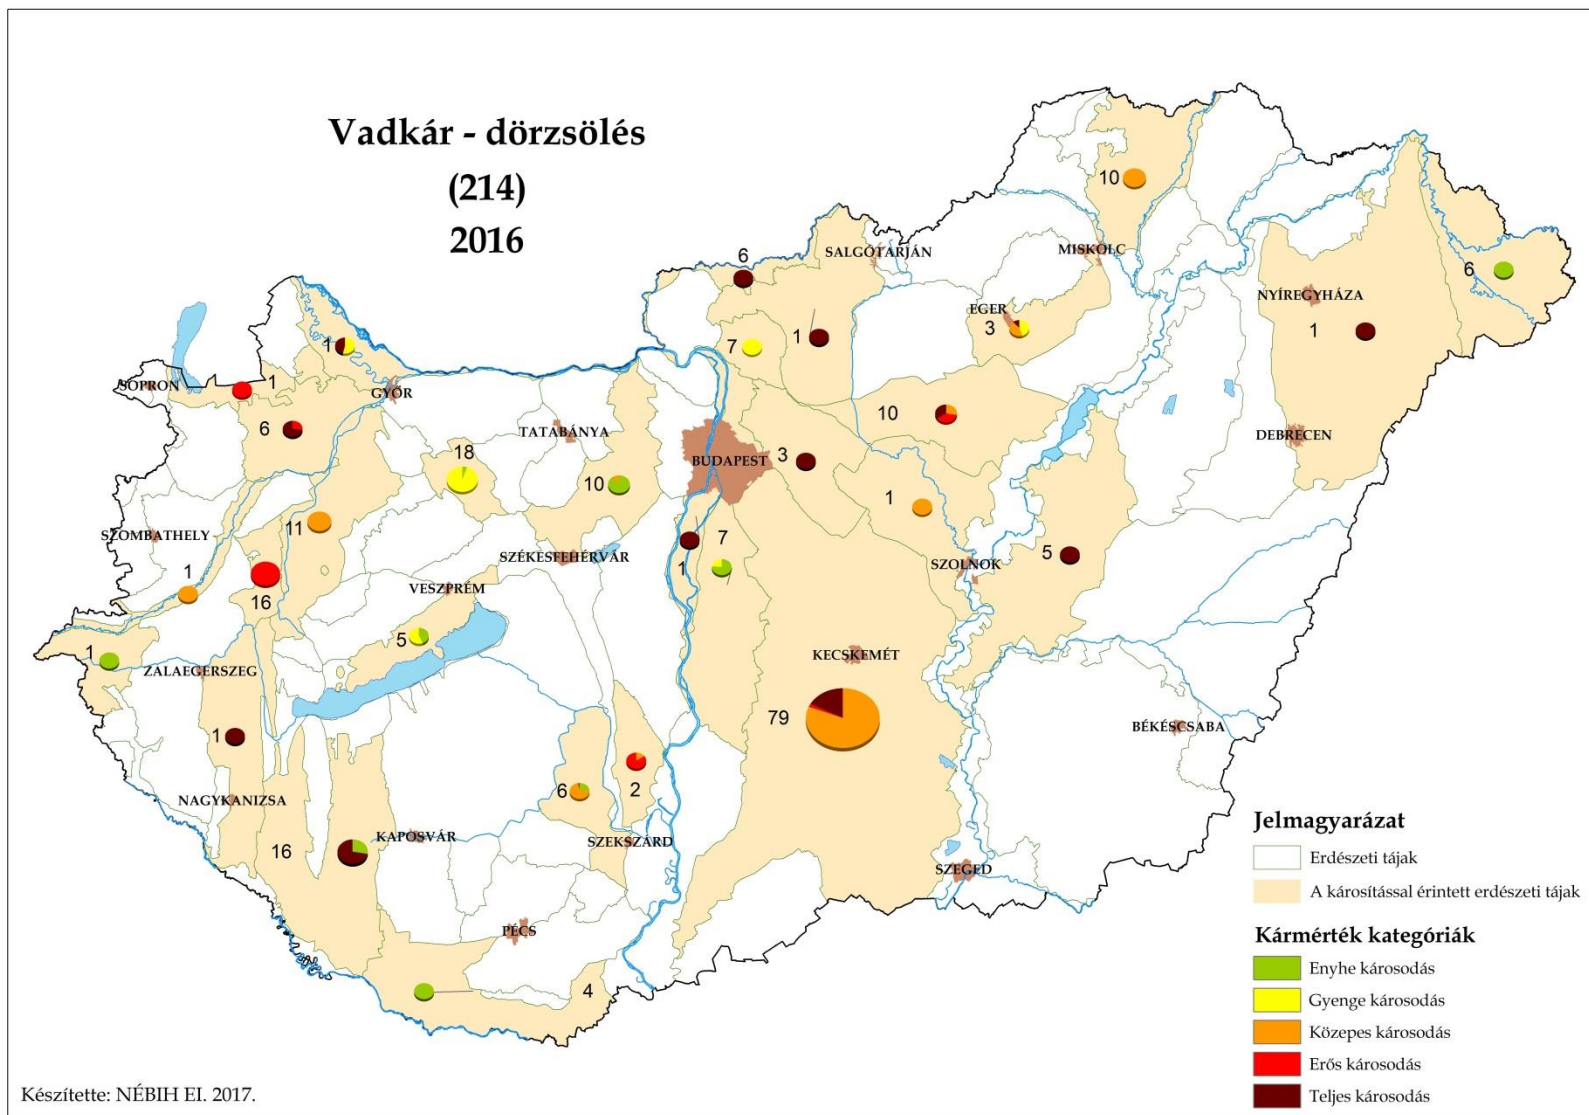 Vadkár - dörzsölés
(214)
2016
10
6
SALGÓTARJÁN
MISKOLC
6
NYÍREGYHÁZA
EGER
3
1
1
7
1
SOPRON
1
GYŐR
10
6
TATABÁNYA
DEBRECEN
18
BUDAPEST
3
10
1
11
SZOMBATHELY
7
5
SZÉKESFEHÉRVÁR
SZOLNOK
1
1
VESZPRÉM
16
5
1
KECSKEMÉT
ZALAEGERSZEG
79
BÉKÉSCSABA
1
6
2
NAGYKANIZSA
KAPOSVÁR
SZEKSZÁRD
16
SZEGED
PÉCS
4
Jelmagyarázat
Erdészeti tájak
A károsítással érintett erdészeti tájak
Kármérték kategóriák
Enyhe károsodás
Gyenge károsodás
Közepes károsodás
Erős károsodás
Teljes károsodás
Készítette: NÉBIH EI. 2017.